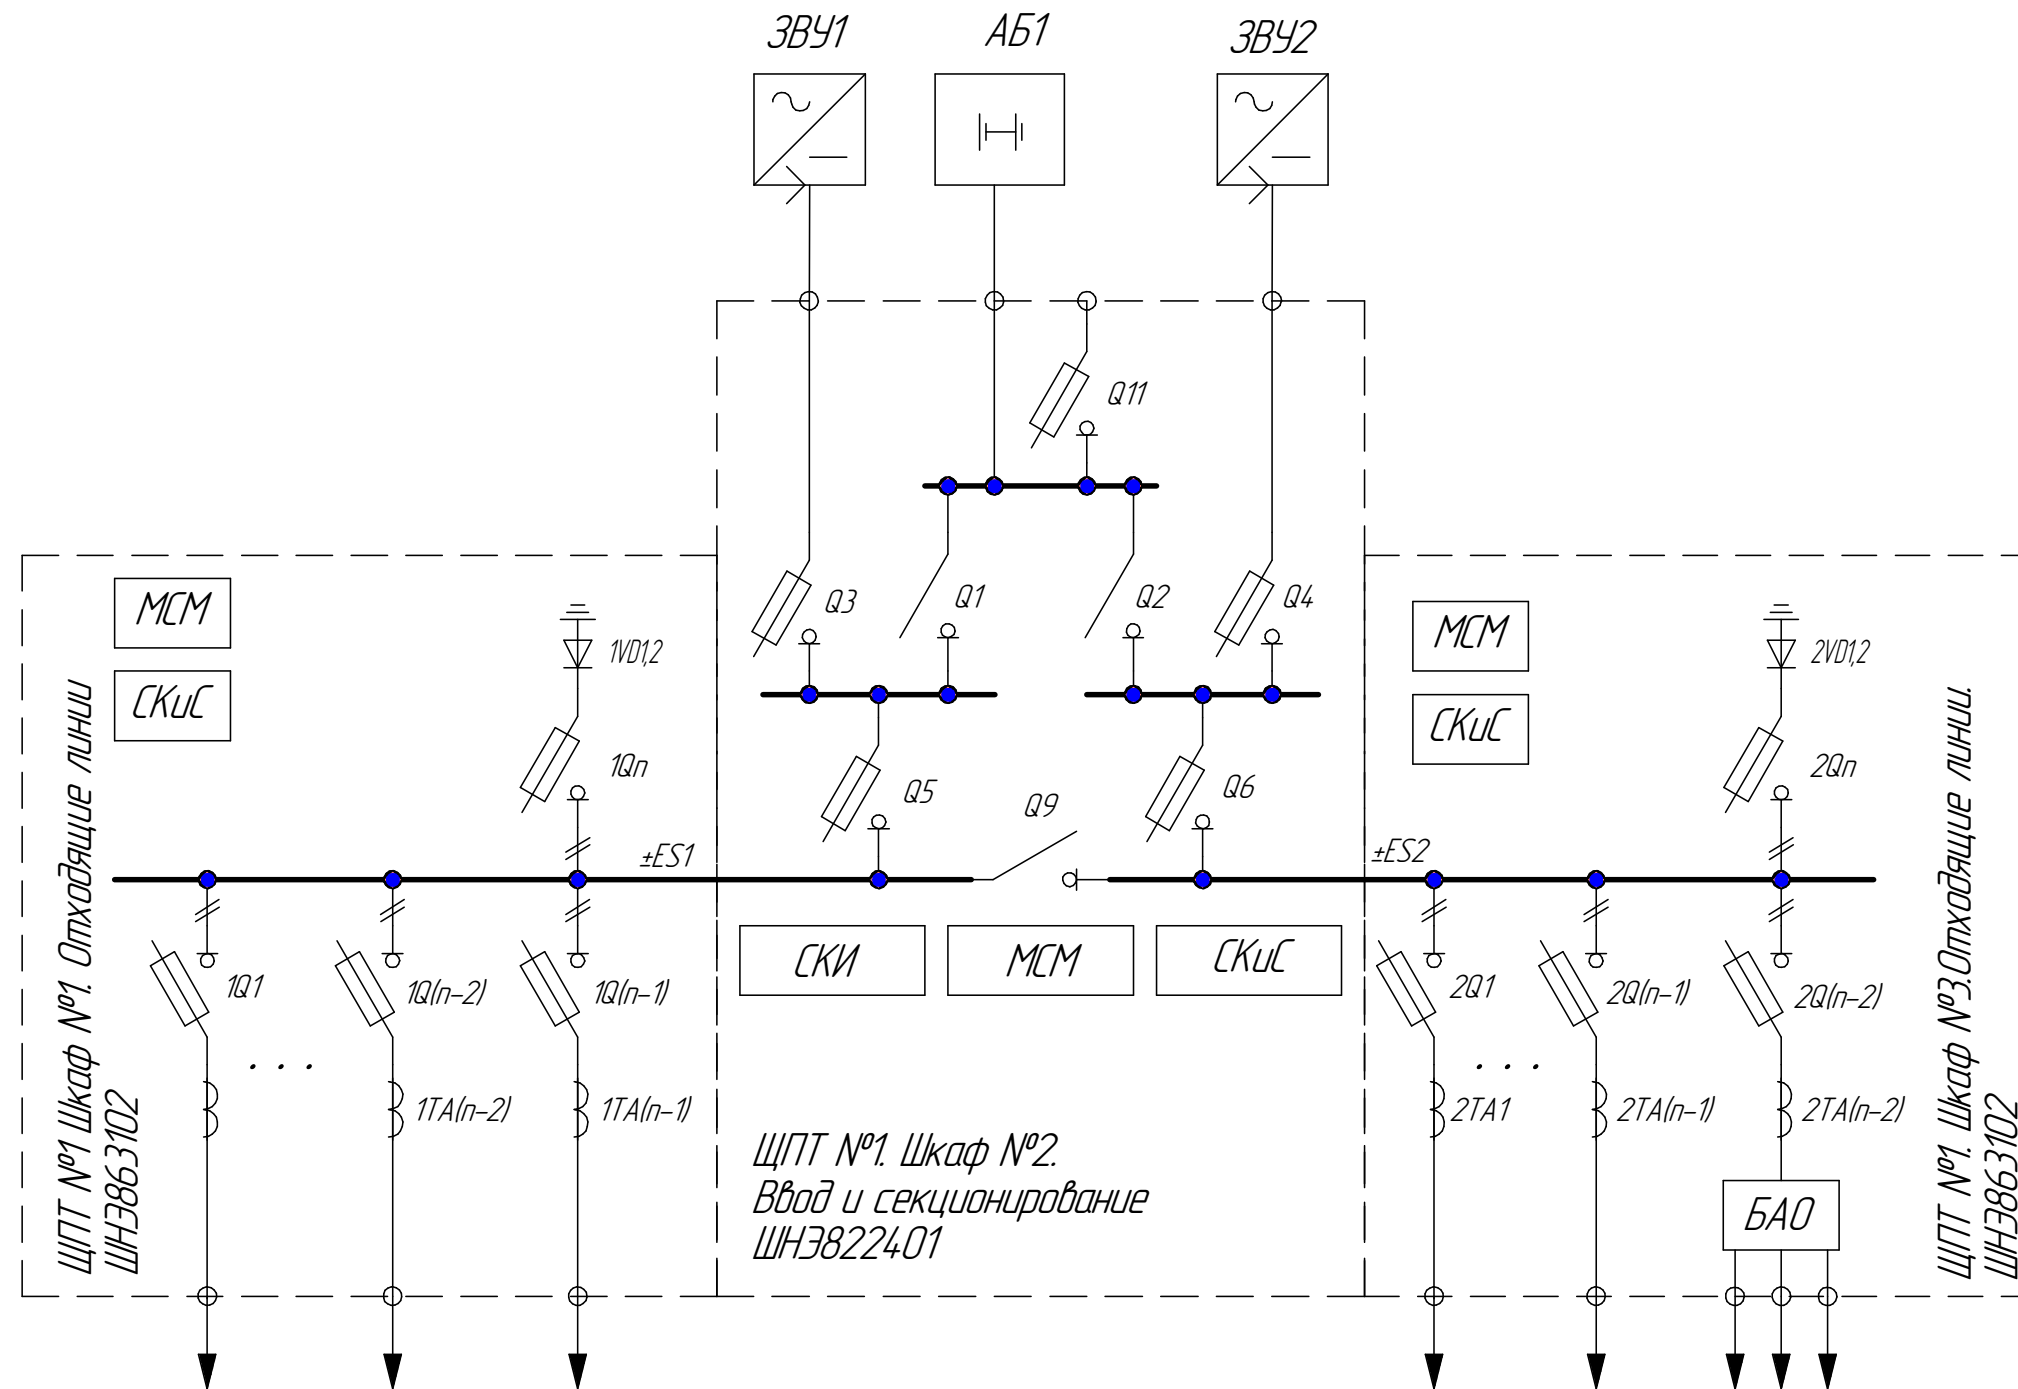 ЗВУ1
АБ1
ЗВУ2
Q11
Q3
Q1
Q2
Q4
МСМ
СКиС
1VD1,2
1Qn
Q5
Q9
Q6
МСМ
СКиС
2VD1,2
2Qn
±ES1
±ES2
СКИ
МСМ
СКиС
1Q1
1Q(n-2)
1Q(n-1)
2Q1
2Q(n-1)
2Q(n-2)
. . .
. . .
1TA(n-2)
1TA(n-1)
2TA1
2TA(n-1)
2TA(n-2)
БАО
ЩПТ №1 Шкаф №1. Отходящие линии
ШНЭ863102
ЩПТ №1. Шкаф №2.
Ввод и секционирование
ШНЭ822401
ЩПТ №1. Шкаф №3.Отходящие линии.
ШНЭ863102